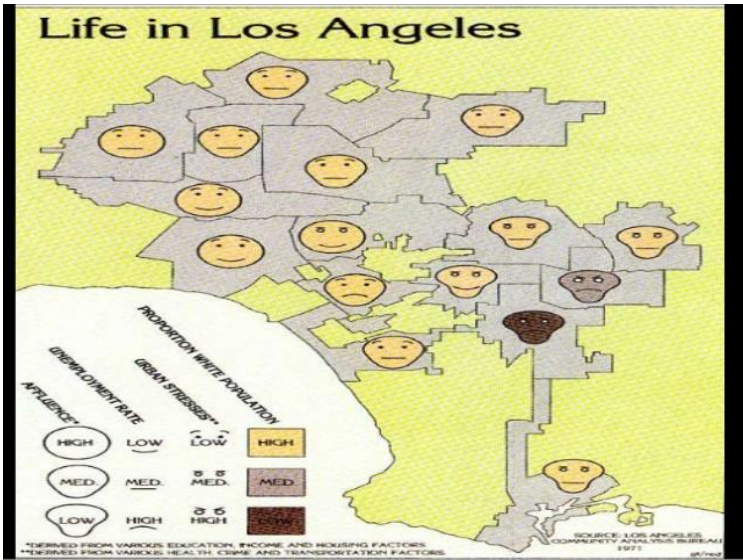 Life in Los Angeles
AFFLUENCE*
UNEMPLOYMENT RATE
URBAN STRESSES**
PROPORTION WHITE POPULATION
HIGH LOW LOW HIGH
MED. MED. MED. MED.
LOW HIGH HIGH LOW
*DERIVED FROM VARIOUS EDUCATION, INCOME AND HOUSING FACTORS
**DERIVED FROM VARIOUS HEALTH, CRIME AND TRANSPORTATION FACTORS
SOURCE: LOS ANGELES
COMMUNITY ANALYSIS BUREAU
1971